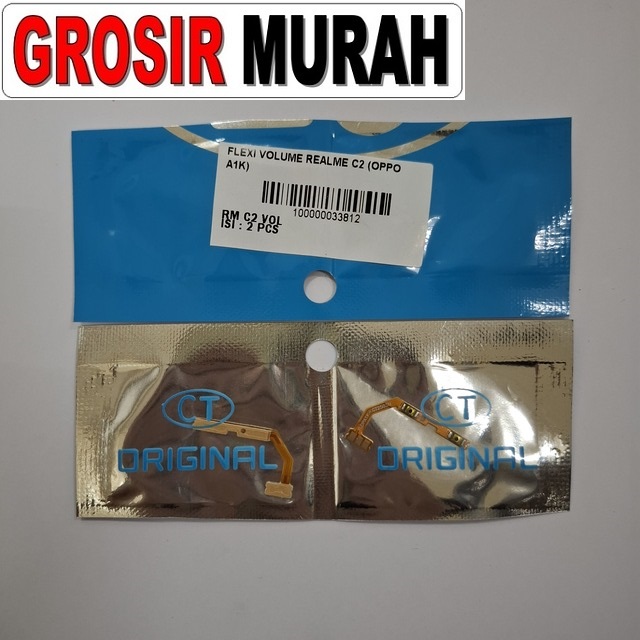 GROSIR MURAH
FLEXI VOLUME REALME C2 (OPPO
A1K)
100000033812
RM C2 VOL
ISI : 2 PCS
CT
ORIGINAL
CT
ORIGINAL